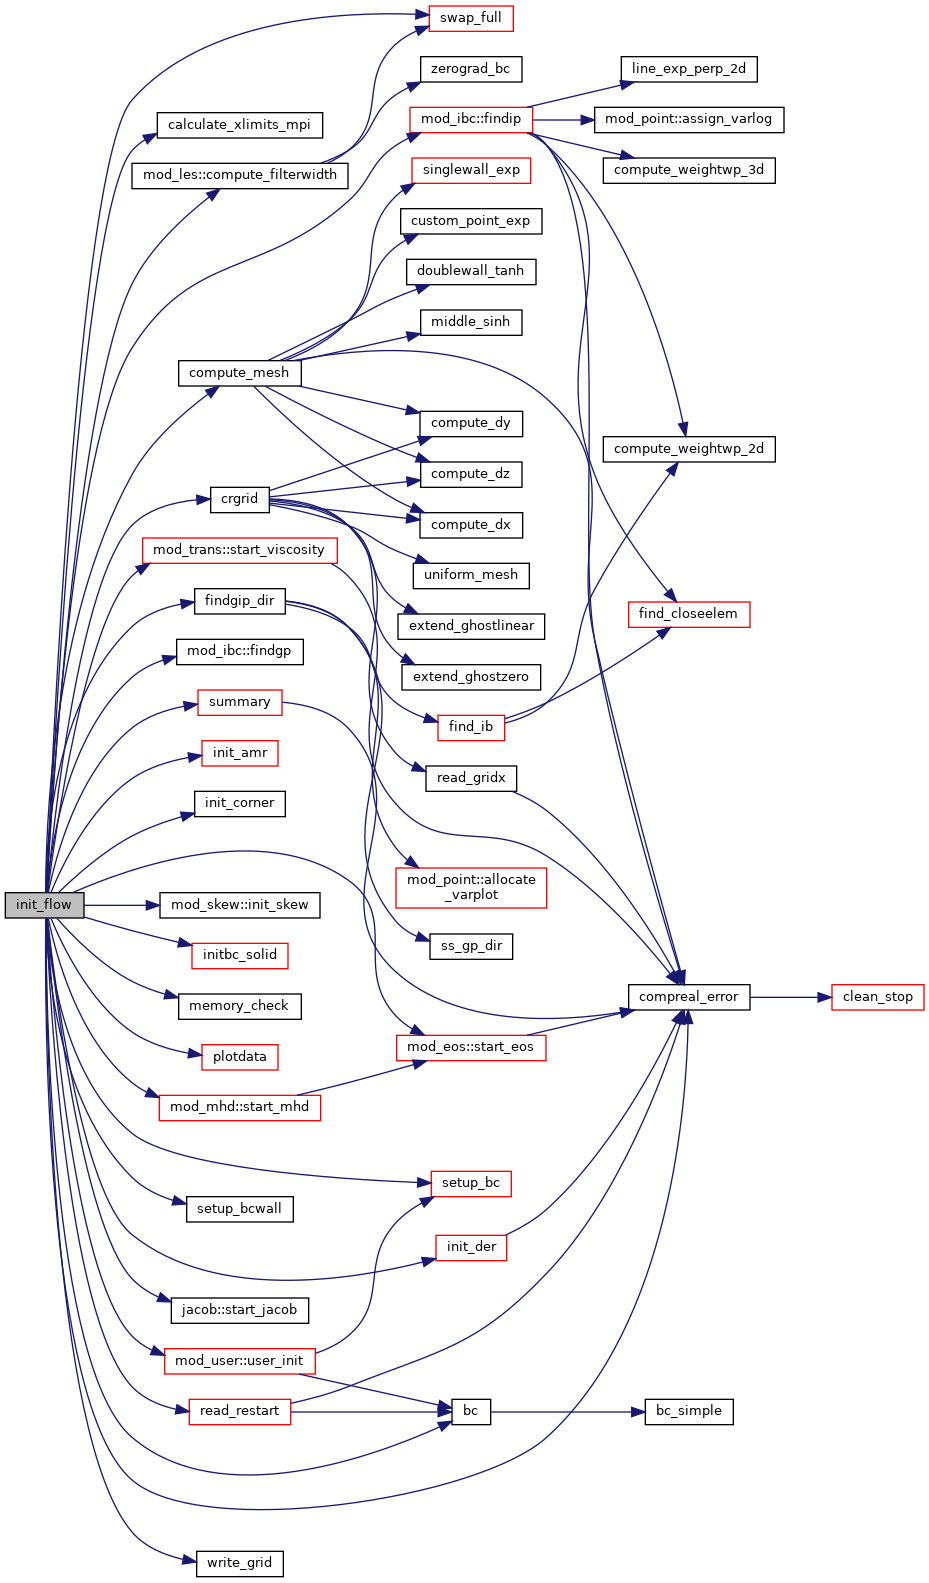 swap_full
zerograd_bc
line_exp_perp_2d
calculate_xlimits_mpi
mod_ibc::findip
mod_point::assign_varlog
mod_les::compute_filterwidth
singlewall_exp
compute_weightwp_3d
custom_point_exp
doublewall_tanh
middle_sinh
compute_mesh
compute_dy
compute_weightwp_2d
compute_dz
crgrid
compute_dx
mod_trans::start_viscosity
uniform_mesh
findgip_dir
extend_ghostlinear
find_closeelem
mod_ibc::findgp
extend_ghostzero
summary
find_ib
init_amr
read_gridx
init_corner
mod_point::allocate
_varplot
init_flow
mod_skew::init_skew
ss_gp_dir
initbc_solid
memory_check
compreal_error
clean_stop
plotdata
mod_eos::start_eos
mod_mhd::start_mhd
setup_bc
setup_bcwall
init_der
jacob::start_jacob
mod_user::user_init
read_restart
bc
bc_simple
write_grid